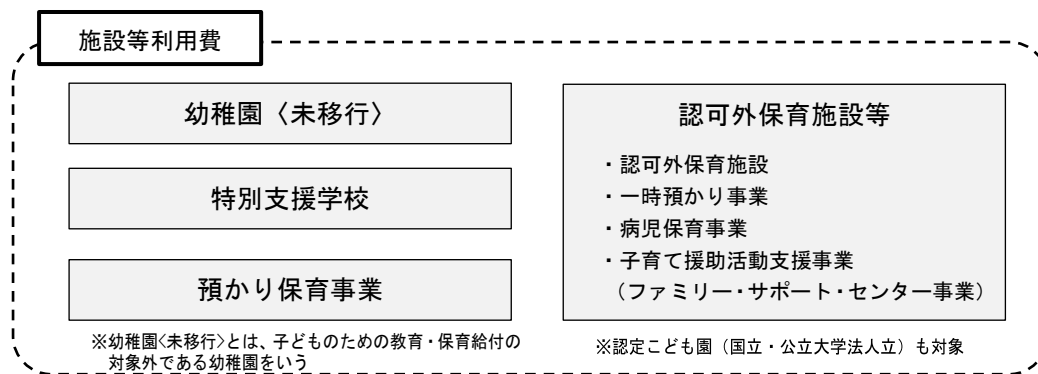 施設等利用費
幼稚園〈未移行〉
特別支援学校
預かり保育事業
※幼稚園〈未移行〉とは、子どものための教育・保育給付の
対象外である幼稚園をいう
認可外保育施設等
・認可外保育施設
・一時預かり事業
・病児保育事業
・子育て援助活動支援事業
（ファミリー・サポート・センター事業）
※認定こども園（国立・公立大学法人立）も対象